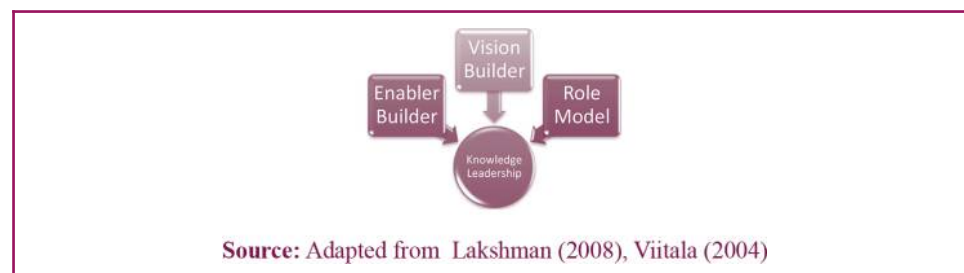 Vision
Builder
Enabler
Builder
Role
Model
Knowledge
Leadership
Source: Adapted from Lakshman (2008), Viitala (2004)